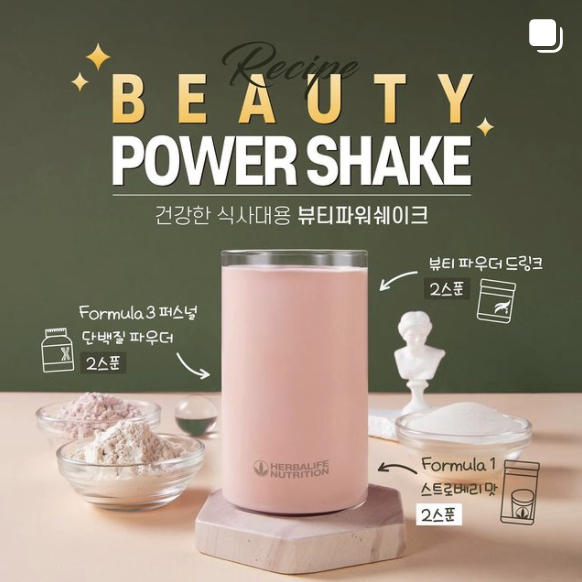 Recipe
BEAUTY
POWER SHAKE
건강한 식사대용 뷰티파워쉐이크
뷰티 파우더 드링크
2스푼
Formula 3 퍼스널
단백질 파우더
2스푼
HERBALIFE
NUTRITION
Formula 1
스트로베리맛
2스푼